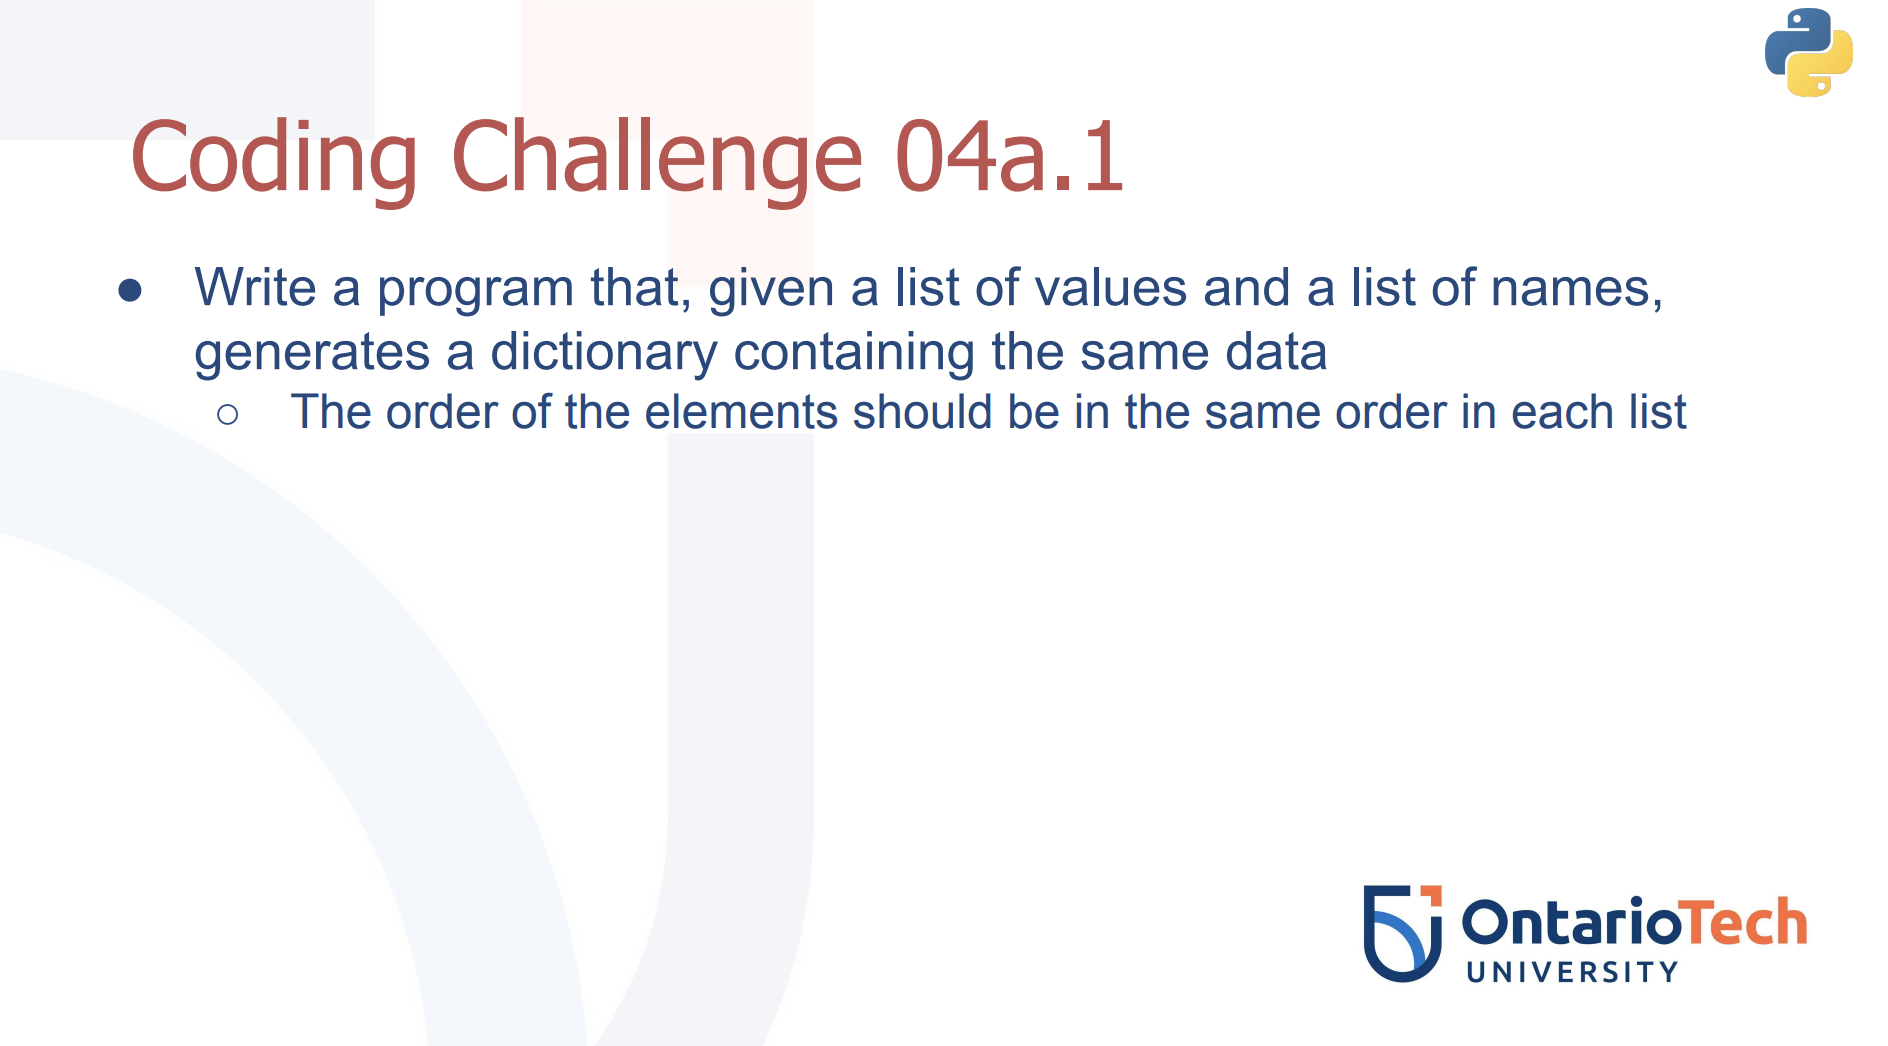 Coding Challenge 04a.1
● Write a program that, given a list of values and a list of names,
generates a dictionary containing the same data
○ The order of the elements should be in the same order in each list
OntarioTech
UNIVERSITY